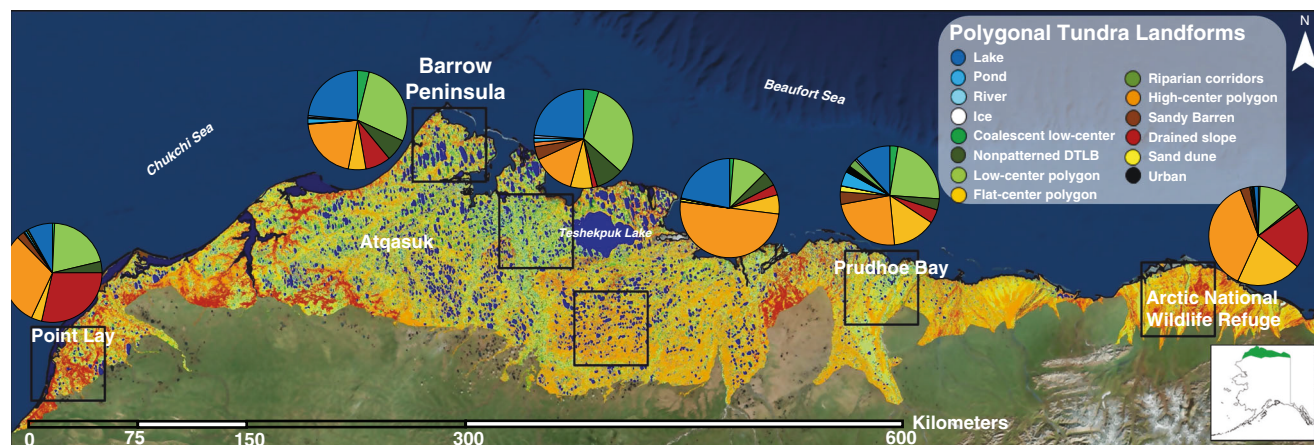 Polygonal Tundra Landforms
Lake
Pond
River
Ice
Coalescent low-center
Nonpatterned DTLB
Low-center polygon
Flat-center polygon
Riparian corridors
High-center polygon
Sandy Barren
Drained slope
Sand dune
Urban
N
Barrow
Peninsula
Beaufort Sea
Chukchi Sea
Atqasuk
Teshekpuk Lake
Prudhoe Bay
Arctic National
Wildlife Refuge
Point Lay
Kilometers
0 75 150 300 600